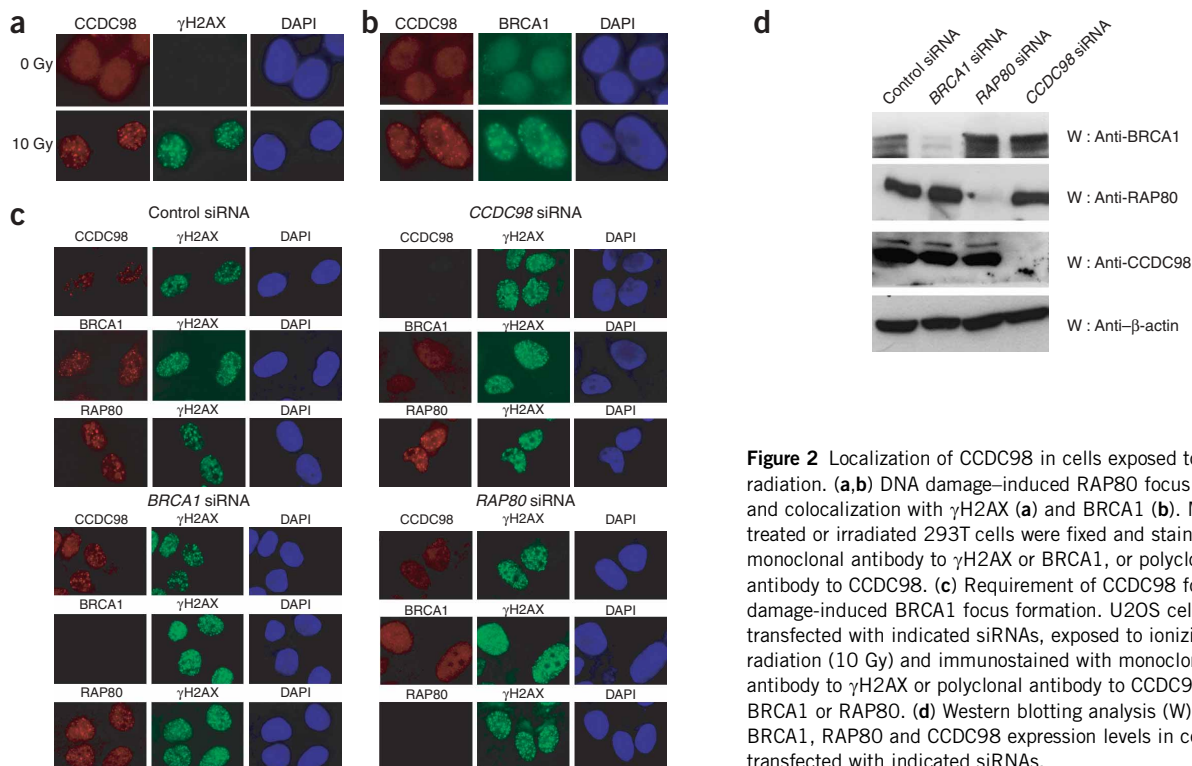 a
CCDC98 γH2AX DAPI
0 Gy
10 Gy
b
CCDC98 BRCA1 DAPI
c
Control siRNA
CCDC98 γH2AX DAPI
BRCA1 γH2AX DAPI
RAP80 γH2AX DAPI
CCDC98 siRNA
CCDC98 γH2AX DAPI
BRCA1 γH2AX DAPI
RAP80 γH2AX DAPI
BRCA1 siRNA
CCDC98 γH2AX DAPI
BRCA1 γH2AX DAPI
RAP80 γH2AX DAPI
RAP80 siRNA
CCDC98 γH2AX DAPI
BRCA1 γH2AX DAPI
RAP80 γH2AX DAPI
d
Control siRNA
BRCA1 siRNA
RAP80 siRNA
CCDC98 siRNA
W : Anti-BRCA1
W : Anti-RAP80
W : Anti-CCDC98
W : Anti–β-actin
Figure 2 Localization of CCDC98 in cells exposed to
radiation. (a,b) DNA damage–induced RAP80 focus
and colocalization with γH2AX (a) and BRCA1 (b).
treated or irradiated 293T cells were fixed and
monoclonal antibody to γH2AX or BRCA1, or
antibody to CCDC98. (c) Requirement of CCDC98
damage-induced BRCA1 focus formation. U2OS
transfected with indicated siRNAs, exposed to
radiation (10 Gy) and immunostained with
antibody to γH2AX or polyclonal antibody to
BRCA1 or RAP80. (d) Western blotting analysis (W)
BRCA1, RAP80 and CCDC98 expression levels in
transfected with indicated siRNAs.